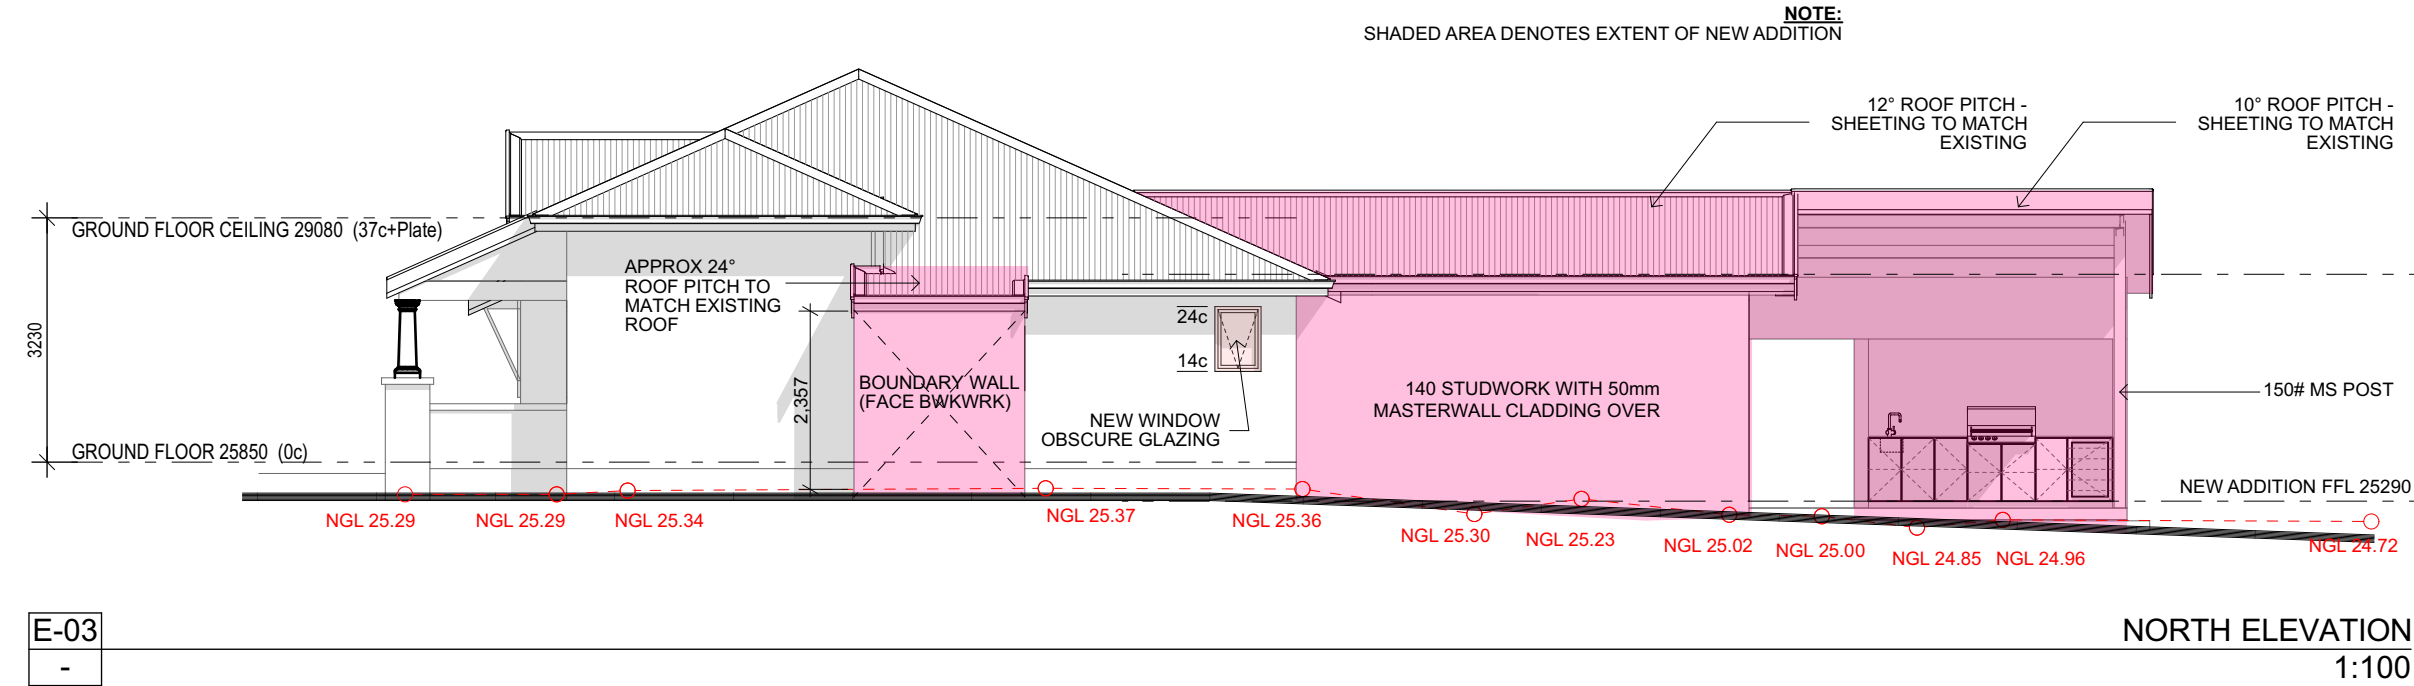 NOTE:
SHADED AREA DENOTES EXTENT OF NEW ADDITION
12° ROOF PITCH -
SHEETING TO MATCH
EXISTING
10° ROOF PITCH -
SHEETING TO MATCH
EXISTING
GROUND FLOOR CEILING 29080 (37c+Plate)
APPROX 24°
ROOF PITCH TO
MATCH EXISTING
ROOF
3230
24c
14c
2,357
BOUNDARY WALL
(FACE BWKWRK)
NEW WINDOW
OBSCURE GLAZING
140 STUDWORK WITH 50mm
MASTERWALL CLADDING OVER
150# MS POST
GROUND FLOOR 25850 (0c)
NEW ADDITION FFL 25290
NGL 25.29
NGL 25.29
NGL 25.34
NGL 25.37
NGL 25.36
NGL 25.30
NGL 25.23
NGL 25.02
NGL 25.00
NGL 24.85
NGL 24.96
NGL 24.72
E-03
-
NORTH ELEVATION
1:100